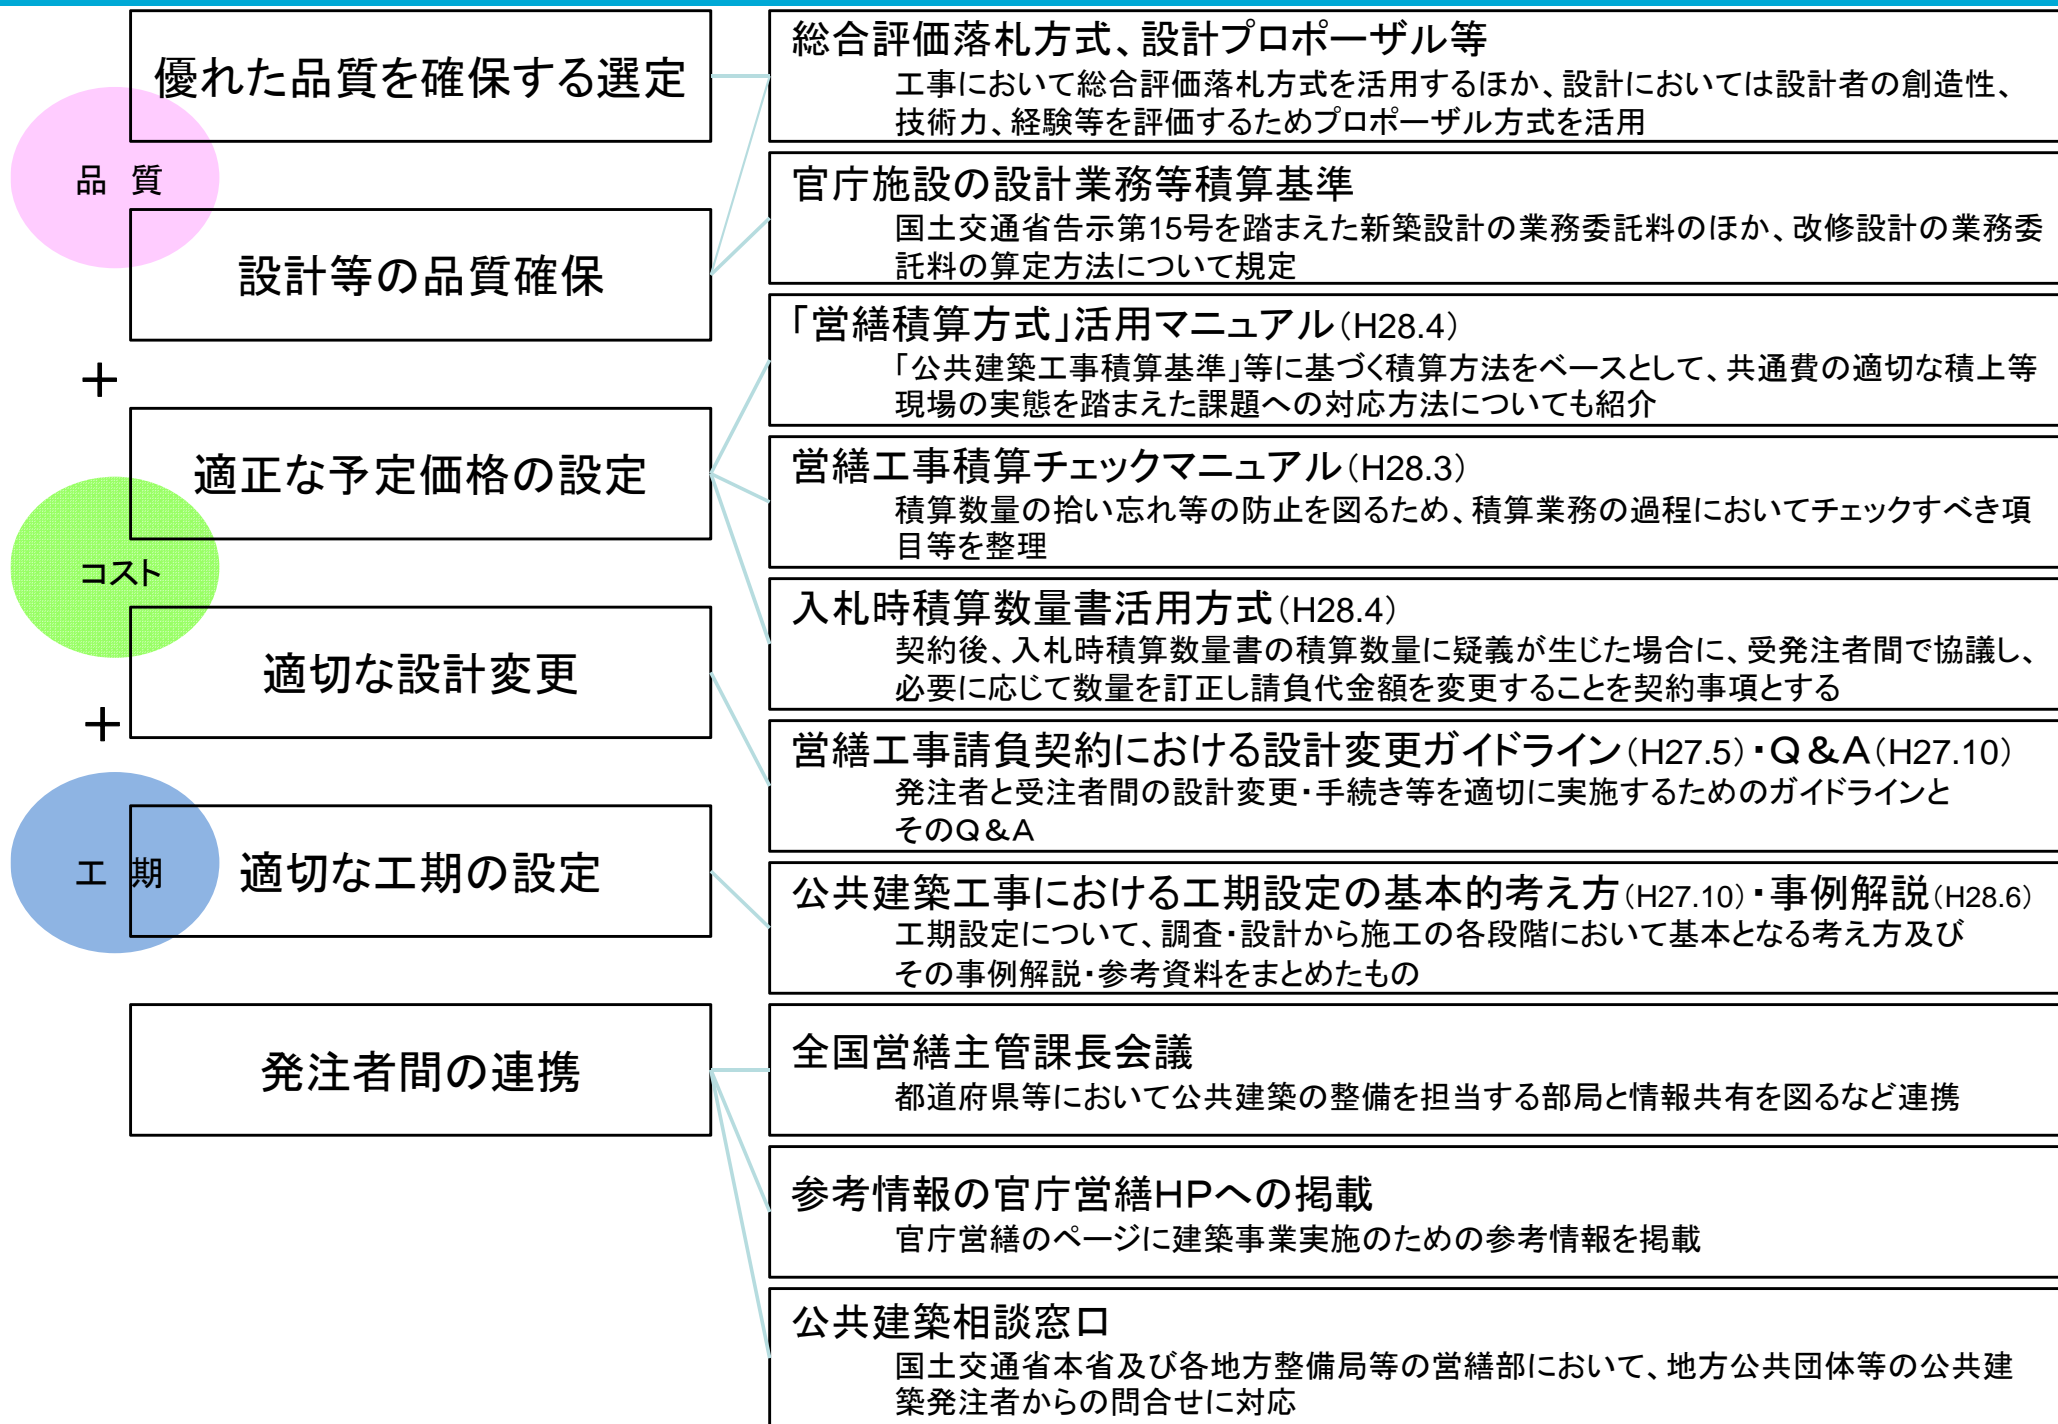 優れた品質を確保する選定
総合評価落札方式、設計プロポーザル等
工事において総合評価落札方式を活用するほか、設計においては設計者の創造性、
技術力、経験等を評価するためプロポーザル方式を活用
品 質
官庁施設の設計業務等積算基準
国土交通省告示第15号を踏まえた新築設計の業務委託料のほか、改修設計の業務委
託料の算定方法について規定
設計等の品質確保
「営繕積算方式」活用マニュアル(H28.4)
「公共建築工事積算基準」等に基づく積算方法をベースとして、共通費の適切な積上等
現場の実態を踏まえた課題への対応方法についても紹介
＋
適正な予定価格の設定
営繕工事積算チェックマニュアル(H28.3)
積算数量の拾い忘れ等の防止を図るため、積算業務の過程においてチェックすべき項
目等を整理
コスト
入札時積算数量書活用方式(H28.4)
契約後、入札時積算数量書の積算数量に疑義が生じた場合に、受発注者間で協議し、
必要に応じて数量を訂正し請負代金額を変更することを契約事項とする
適切な設計変更
＋
営繕工事請負契約における設計変更ガイドライン(H27.5)・Q＆A(H27.10)
発注者と受注者間の設計変更・手続き等を適切に実施するためのガイドラインと
そのQ＆A
工 期
適切な工期の設定
公共建築工事における工期設定の基本的考え方(H27.10)・事例解説(H28.6)
工期設定について、調査・設計から施工の各段階において基本となる考え方及び
その事例解説・参考資料をまとめたもの
発注者間の連携
全国営繕主管課長会議
都道府県等において公共建築の整備を担当する部局と情報共有を図るなど連携
参考情報の官庁営繕HPへの掲載
官庁営繕のページに建築事業実施のための参考情報を掲載
公共建築相談窓口
国土交通省本省及び各地方整備局等の営繕部において、地方公共団体等の公共建
築発注者からの問合せに対応